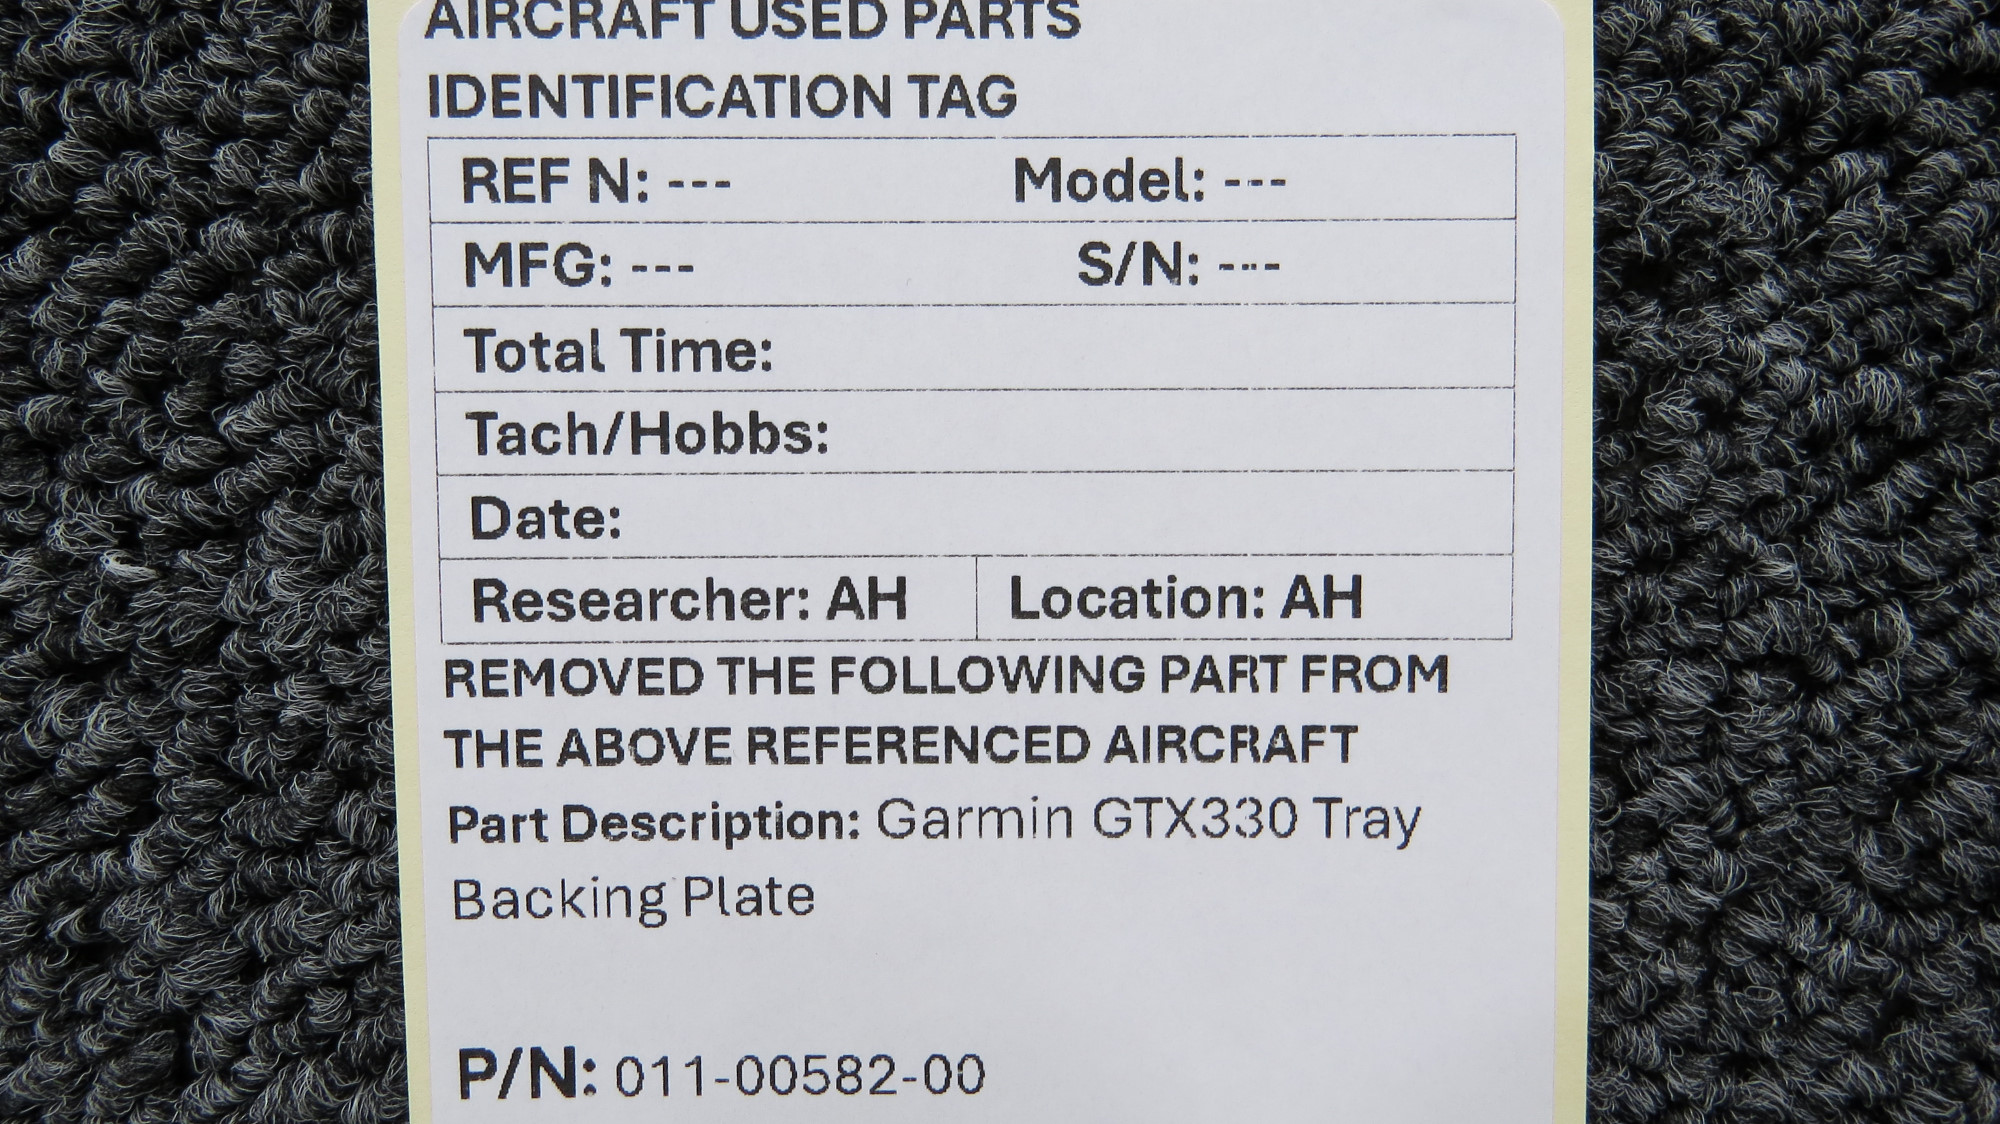 AIRCRAFT USED PARTS
IDENTIFICATION TAG
REF N: --- Model: ---
MFG: --- S/N: ---
Total Time:
Tach/Hobbs:
Date:
Researcher: AH Location: AH
REMOVED THE FOLLOWING PART FROM
THE ABOVE REFERENCED AIRCRAFT
Part Description: Garmin GTX330 Tray
Backing Plate
P/N: 011-00582-00